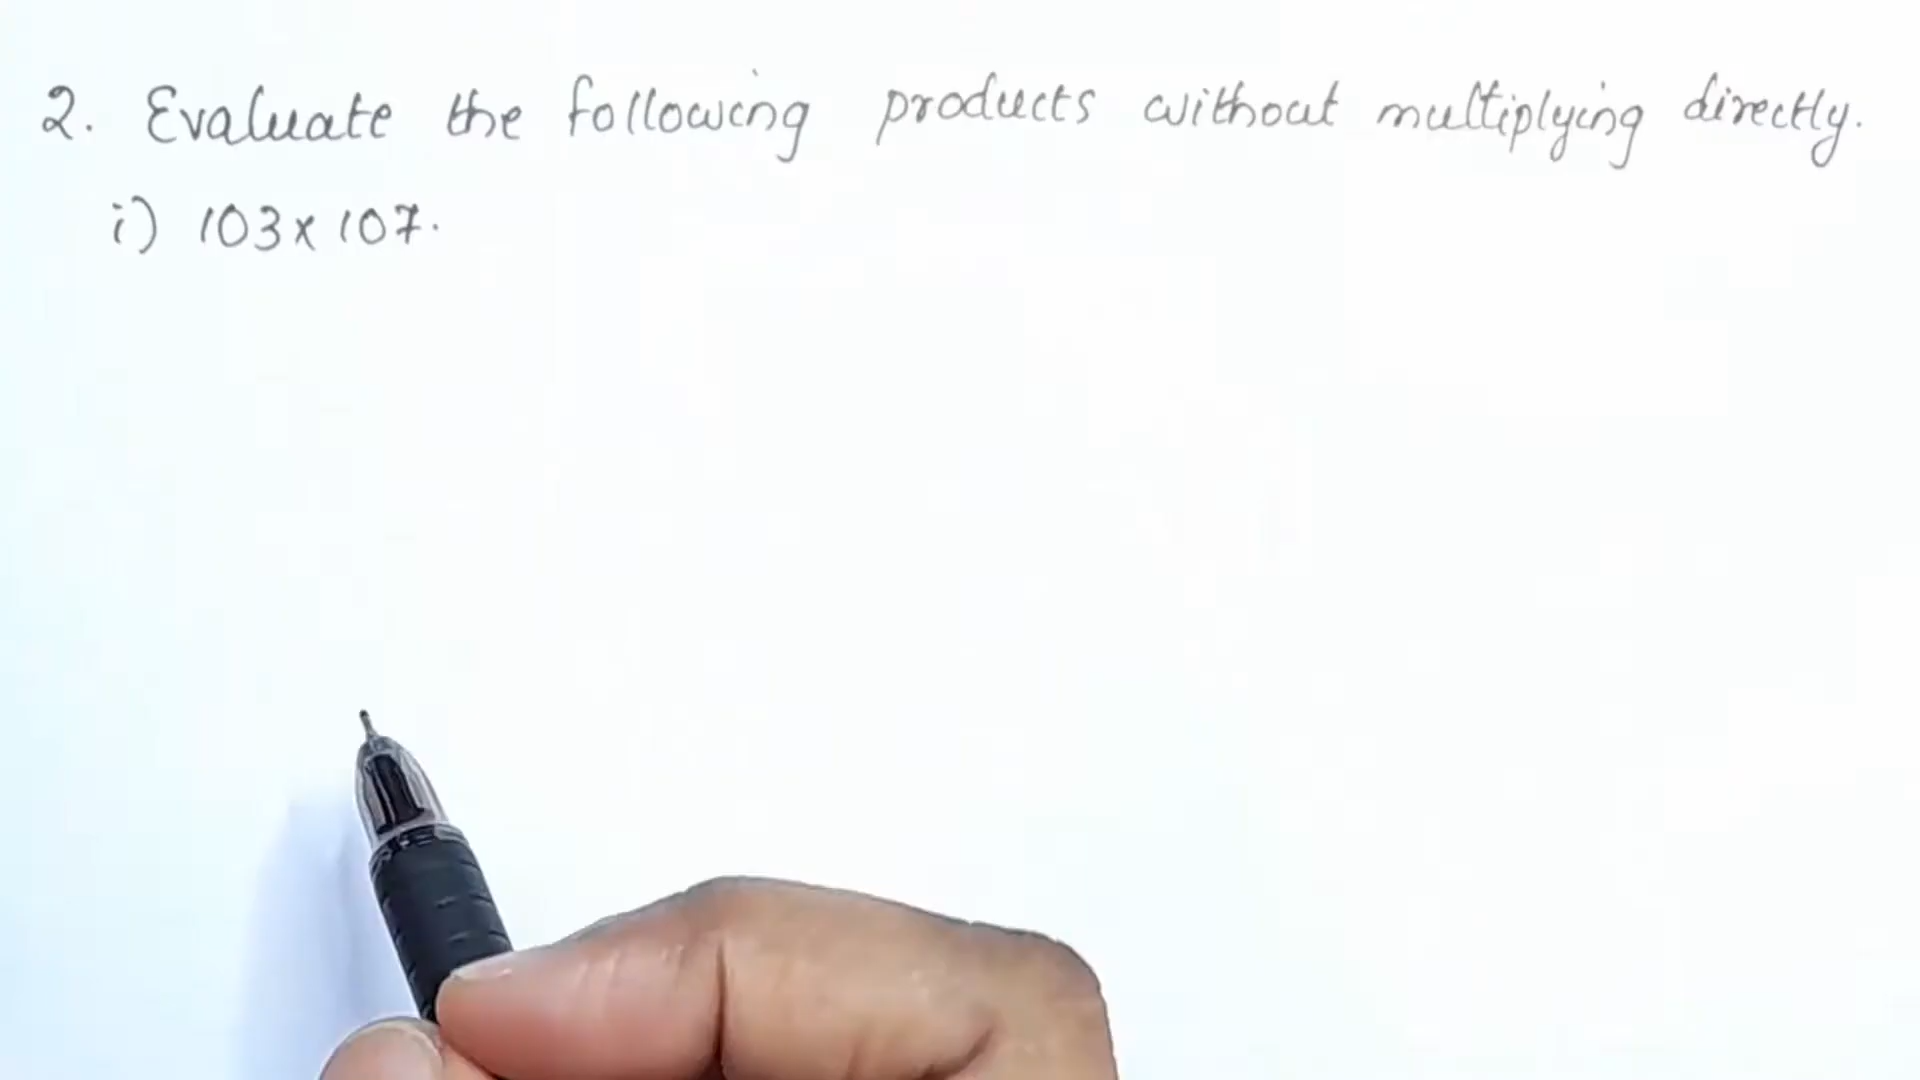 2. Evaluate the following products without multiplying directly.
i) 103 x 107.